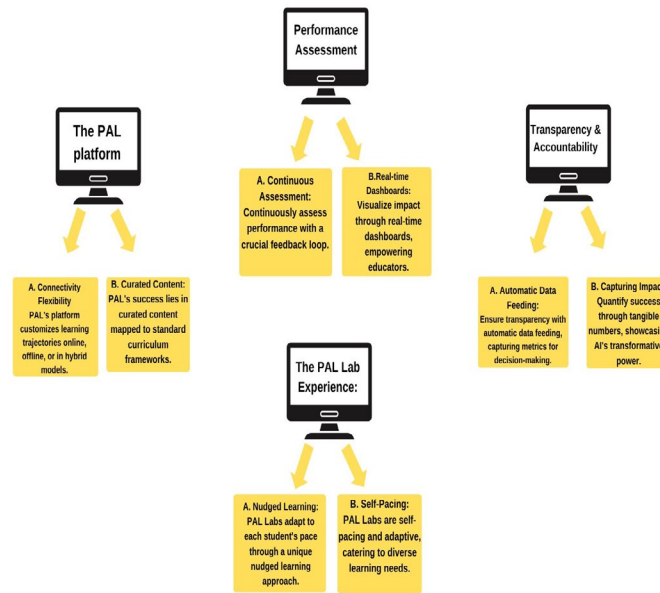 Performance
Assessment
The PAL
platform
Transparency &
Accountability
A. Continuous
Assessment:
Continuously assess
performance with a
crucial feedback loop.
B.Real-time
Dashboards:
Visualize impact
through real-time
dashboards,
empowering
educators.
A. Connectivity
Flexibility
PAL's platform
customizes learning
trajectories online,
offline, or in hybrid
models.
B. Curated Content:
PAL's success lies in
curated content
mapped to standard
curriculum
frameworks.
A. Automatic Data
Feeding:
Ensure transparency with
automatic data feeding,
capturing metrics for
decision-making.
B. Capturing Impac
Quantify success
through tangible
numbers, showcasi
AI's transformative
power.
The PAL Lab
Experience:
A. Nudged Learning:
PAL Labs adapt to
each student's pace
through a unique
nudged learning
approach.
B. Self-Pacing:
PAL Labs are self-
pacing and adaptive,
catering to diverse
learning needs.